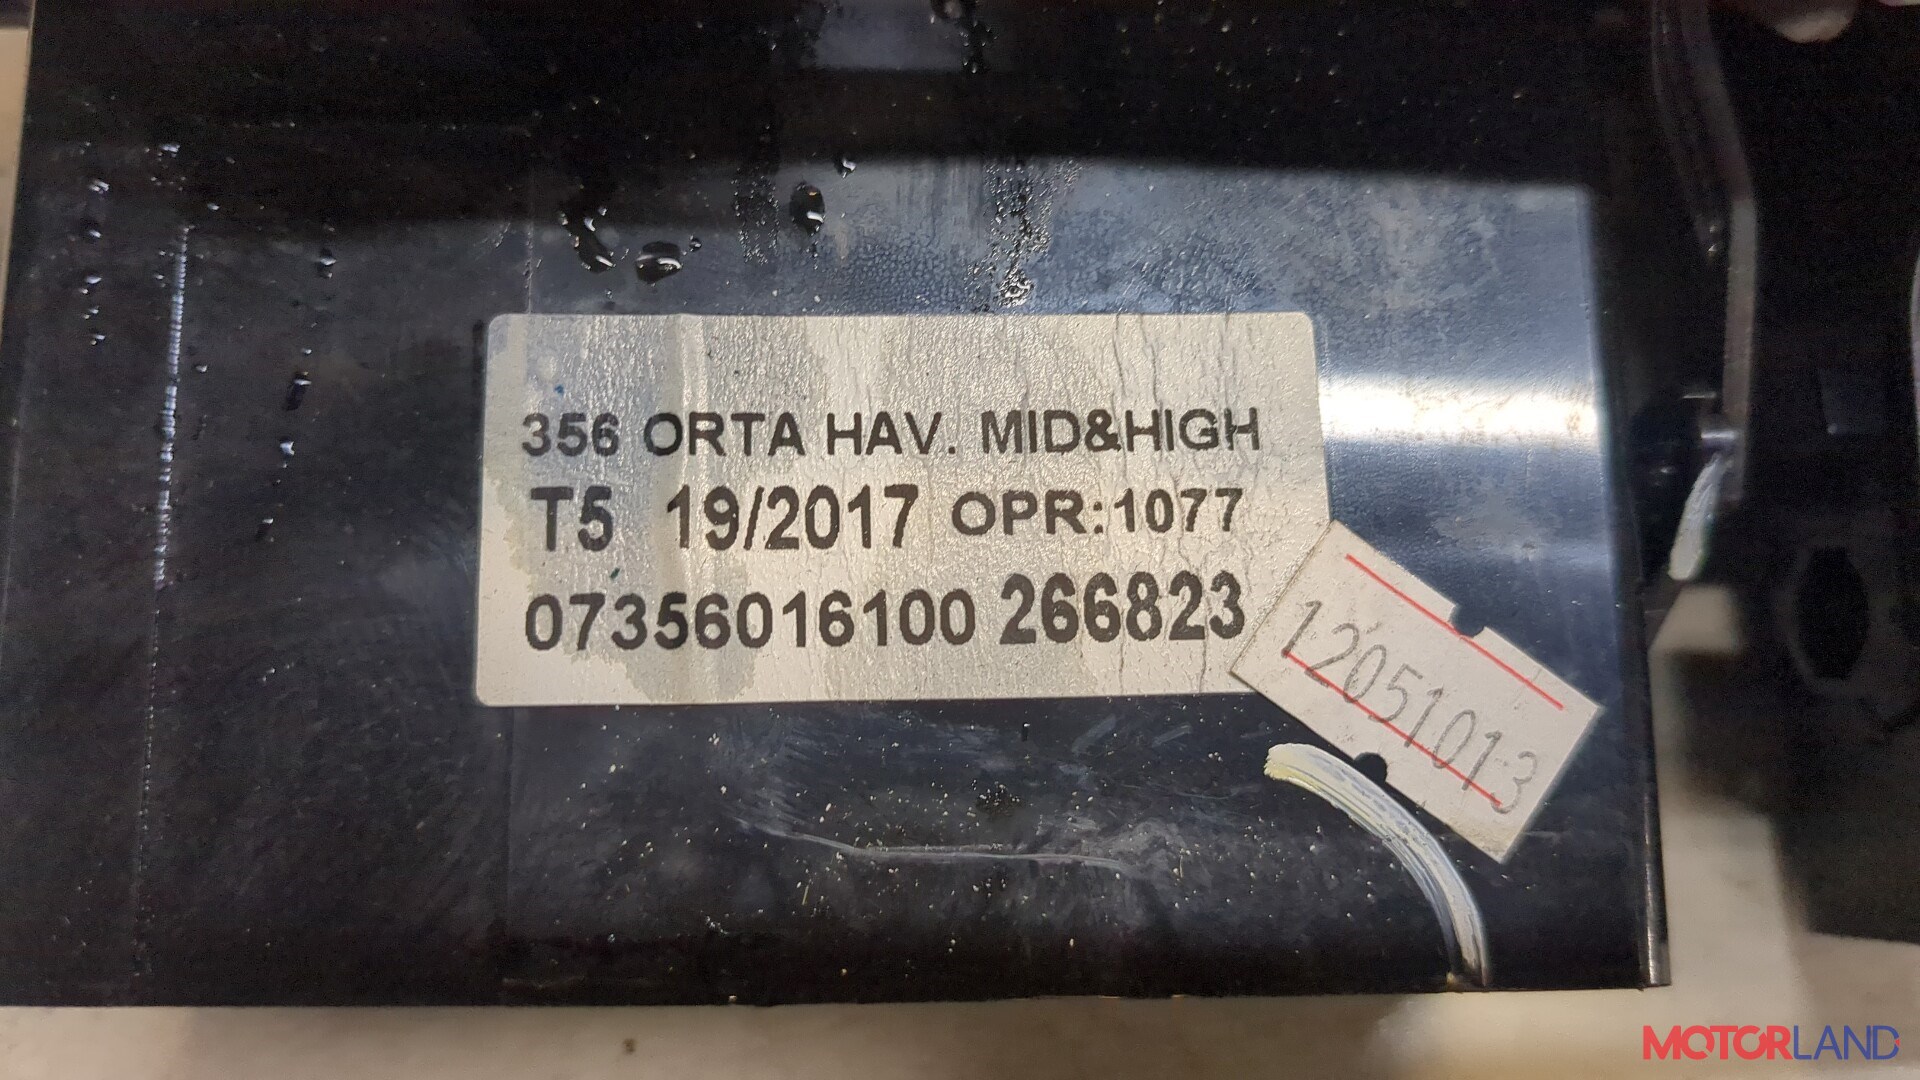 356 ORTA HAV. MID&HIGH
T5 19/2017 OPR:1077
07356016100 266823
12051013
MOTORLAND